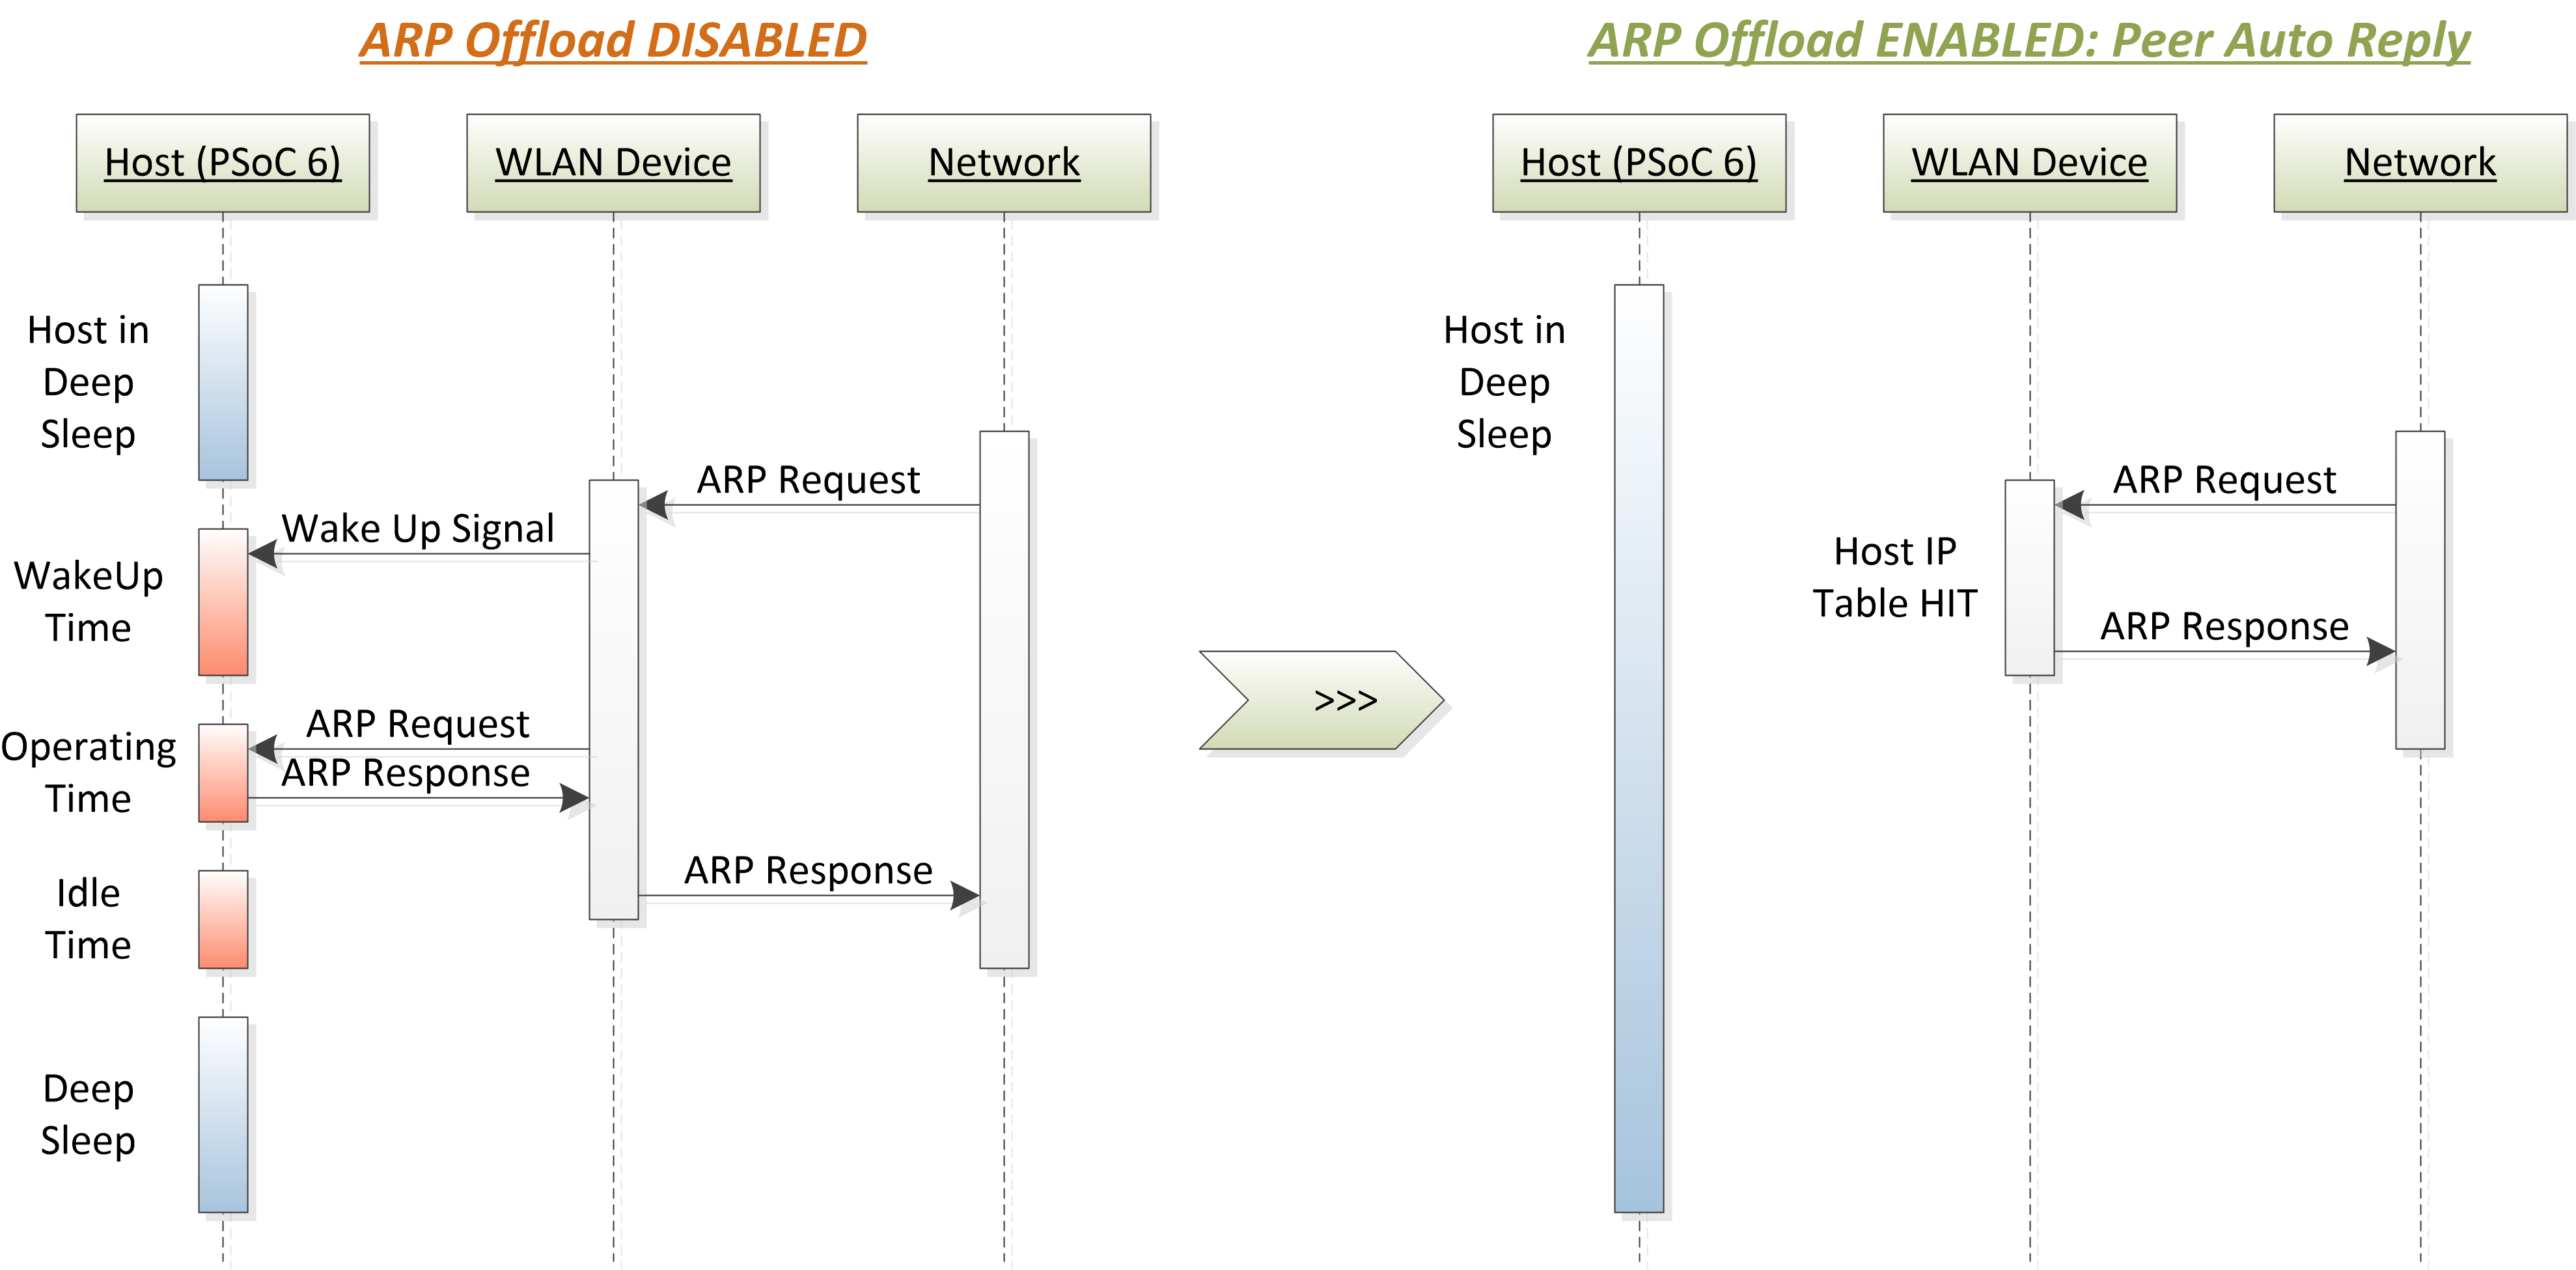 ARP Offload DISABLED
Host (PSoC 6)
WLAN Device
Network
Host in
Deep
Sleep
ARP Request
Wake Up Signal
WakeUp
Time
ARP Request
Operating
Time
ARP Response
ARP Response
Idle
Time
Deep
Sleep
>>>
ARP Offload ENABLED: Peer Auto Reply
Host (PSoC 6)
WLAN Device
Network
Host in
Deep
Sleep
ARP Request
Host IP
Table HIT
ARP Response